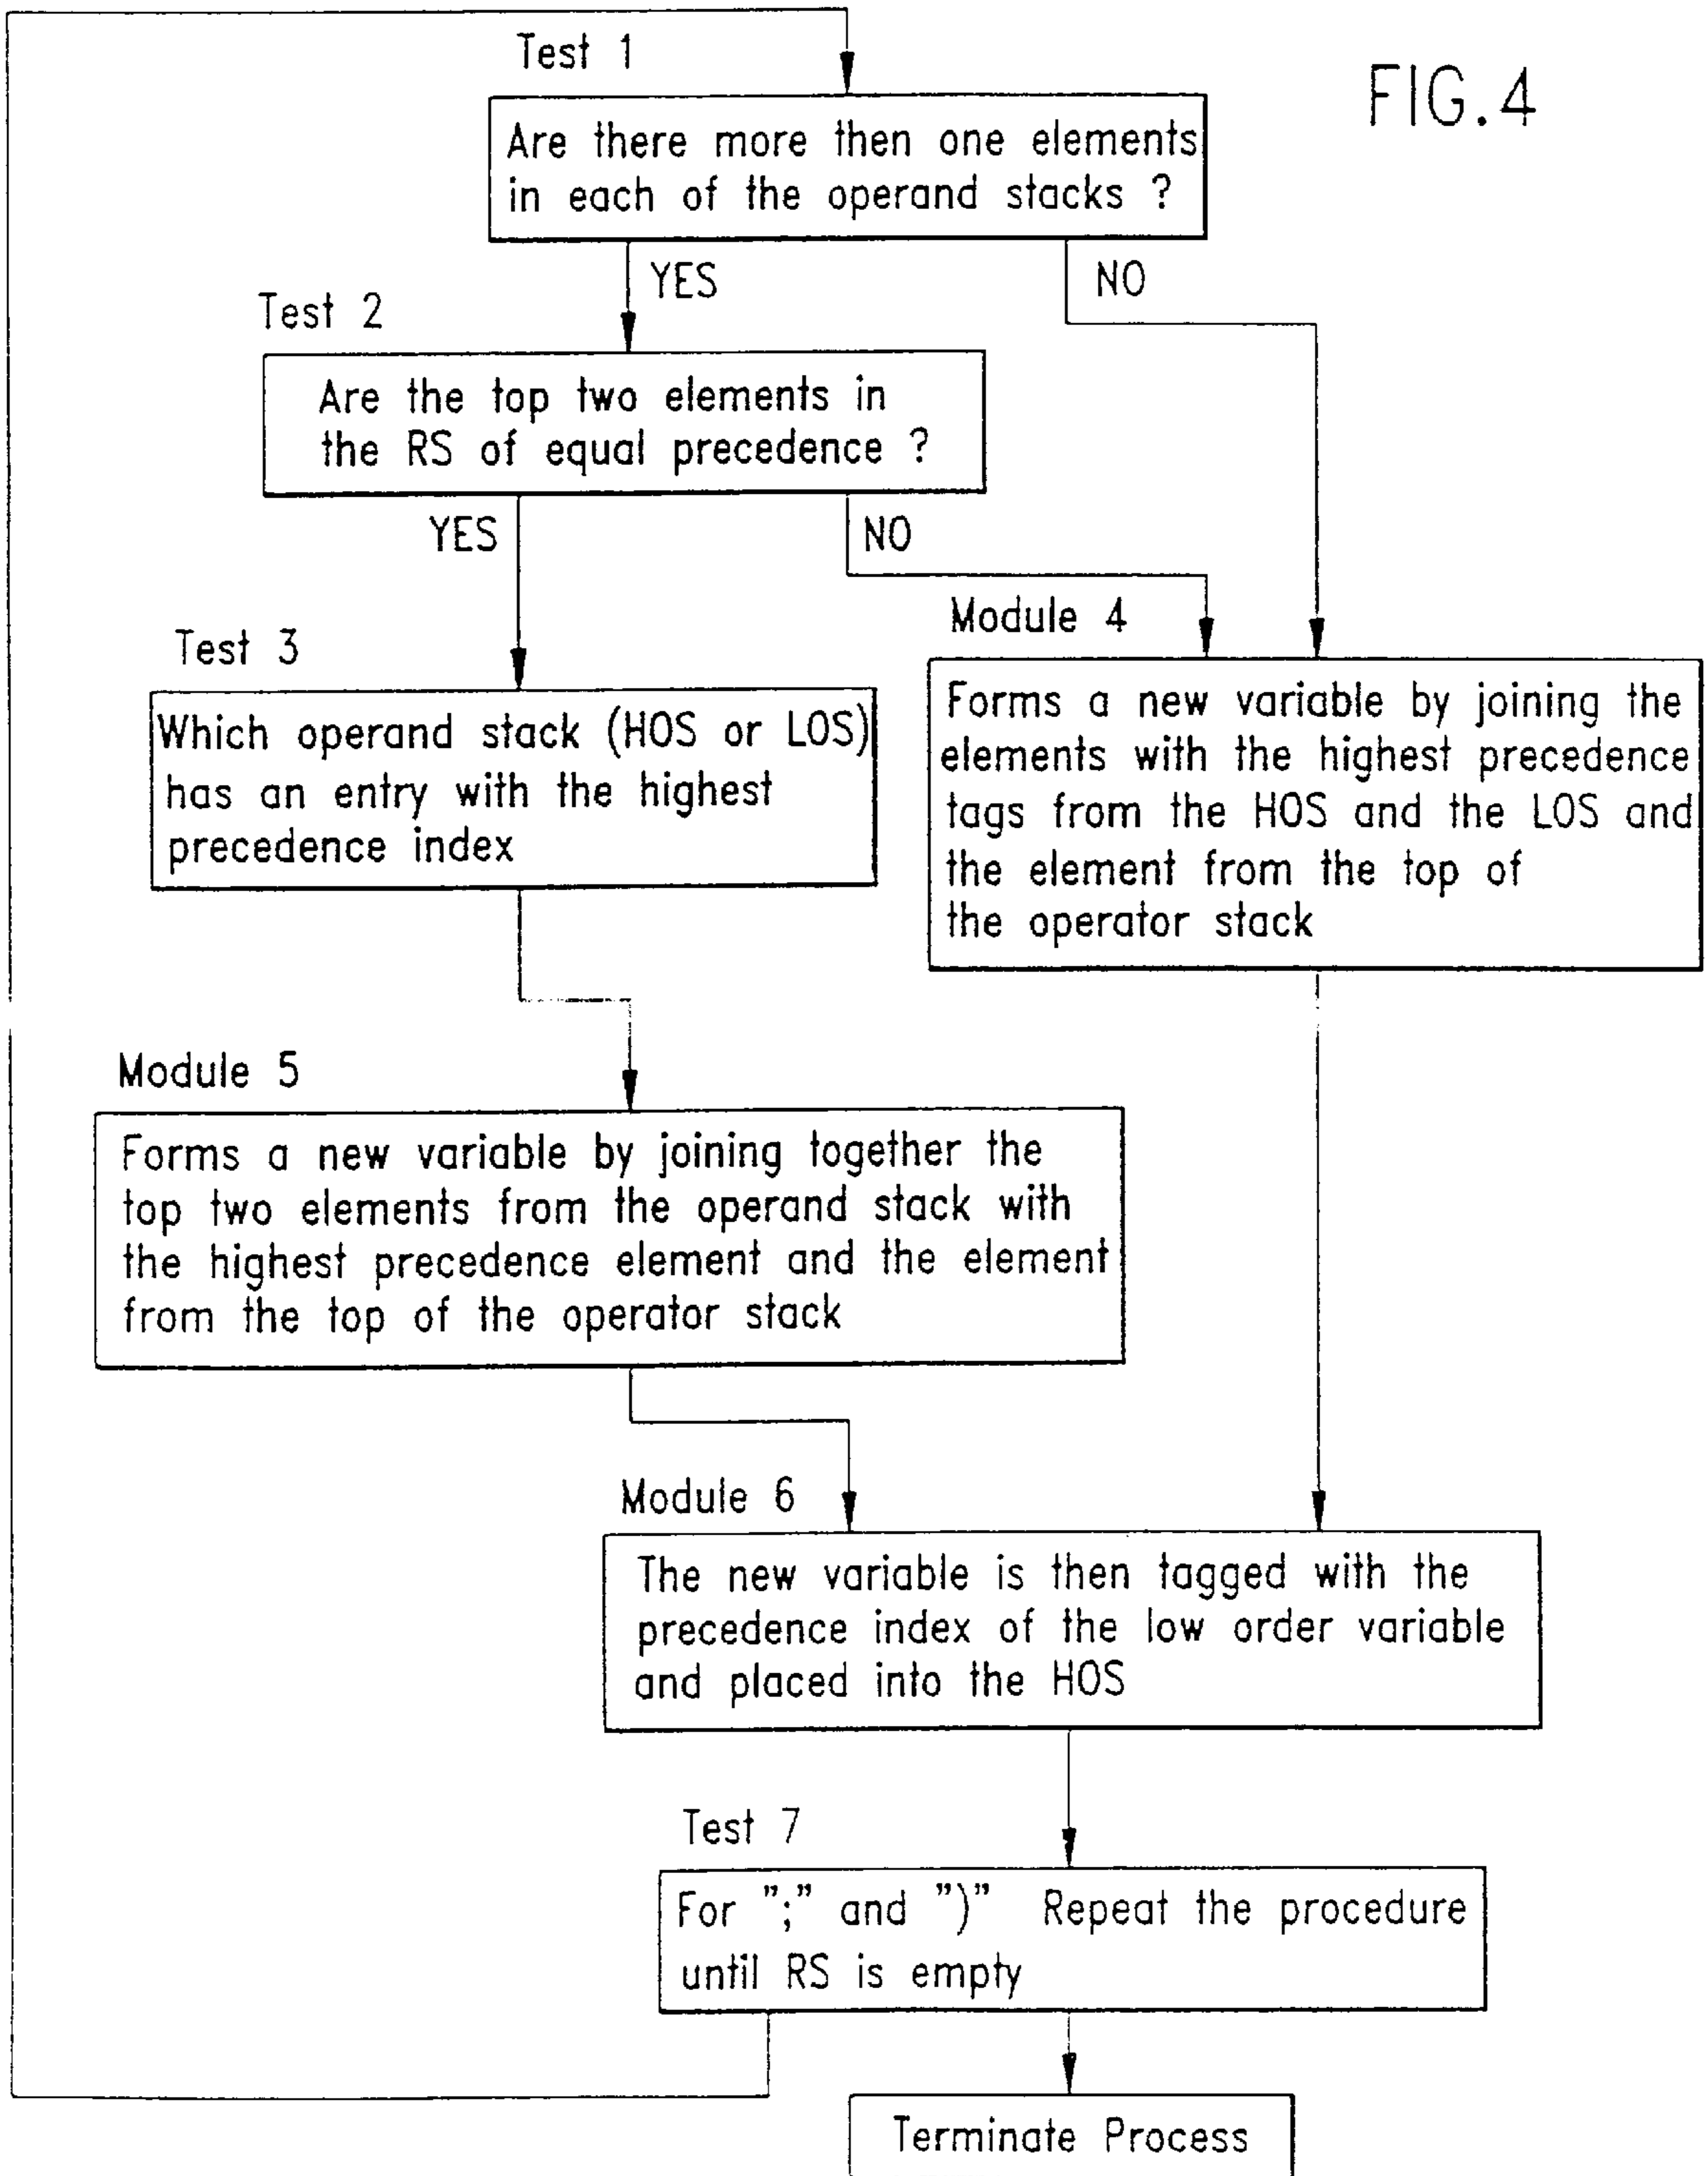 FIG.4
Test 1
Are there more then one elements
in each of the operand stacks ?
YES
NO
Test 2
Are the top two elements in
the RS of equal precedence ?
YES
NO
Test 3
Which operand stack (HOS or LOS)
has an entry with the highest
precedence index
Module 4
Forms a new variable by joining the
elements with the highest precedence
tags from the HOS and the LOS and
the element from the top of
the operator stack
Module 5
Forms a new variable by joining together the
top two elements from the operand stack with
the highest precedence element and the element
from the top of the operator stack
Module 6
The new variable is then tagged with the
precedence index of the low order variable
and placed into the HOS
Test 7
For ";" and ")" Repeat the procedure
until RS is empty
Terminate Process